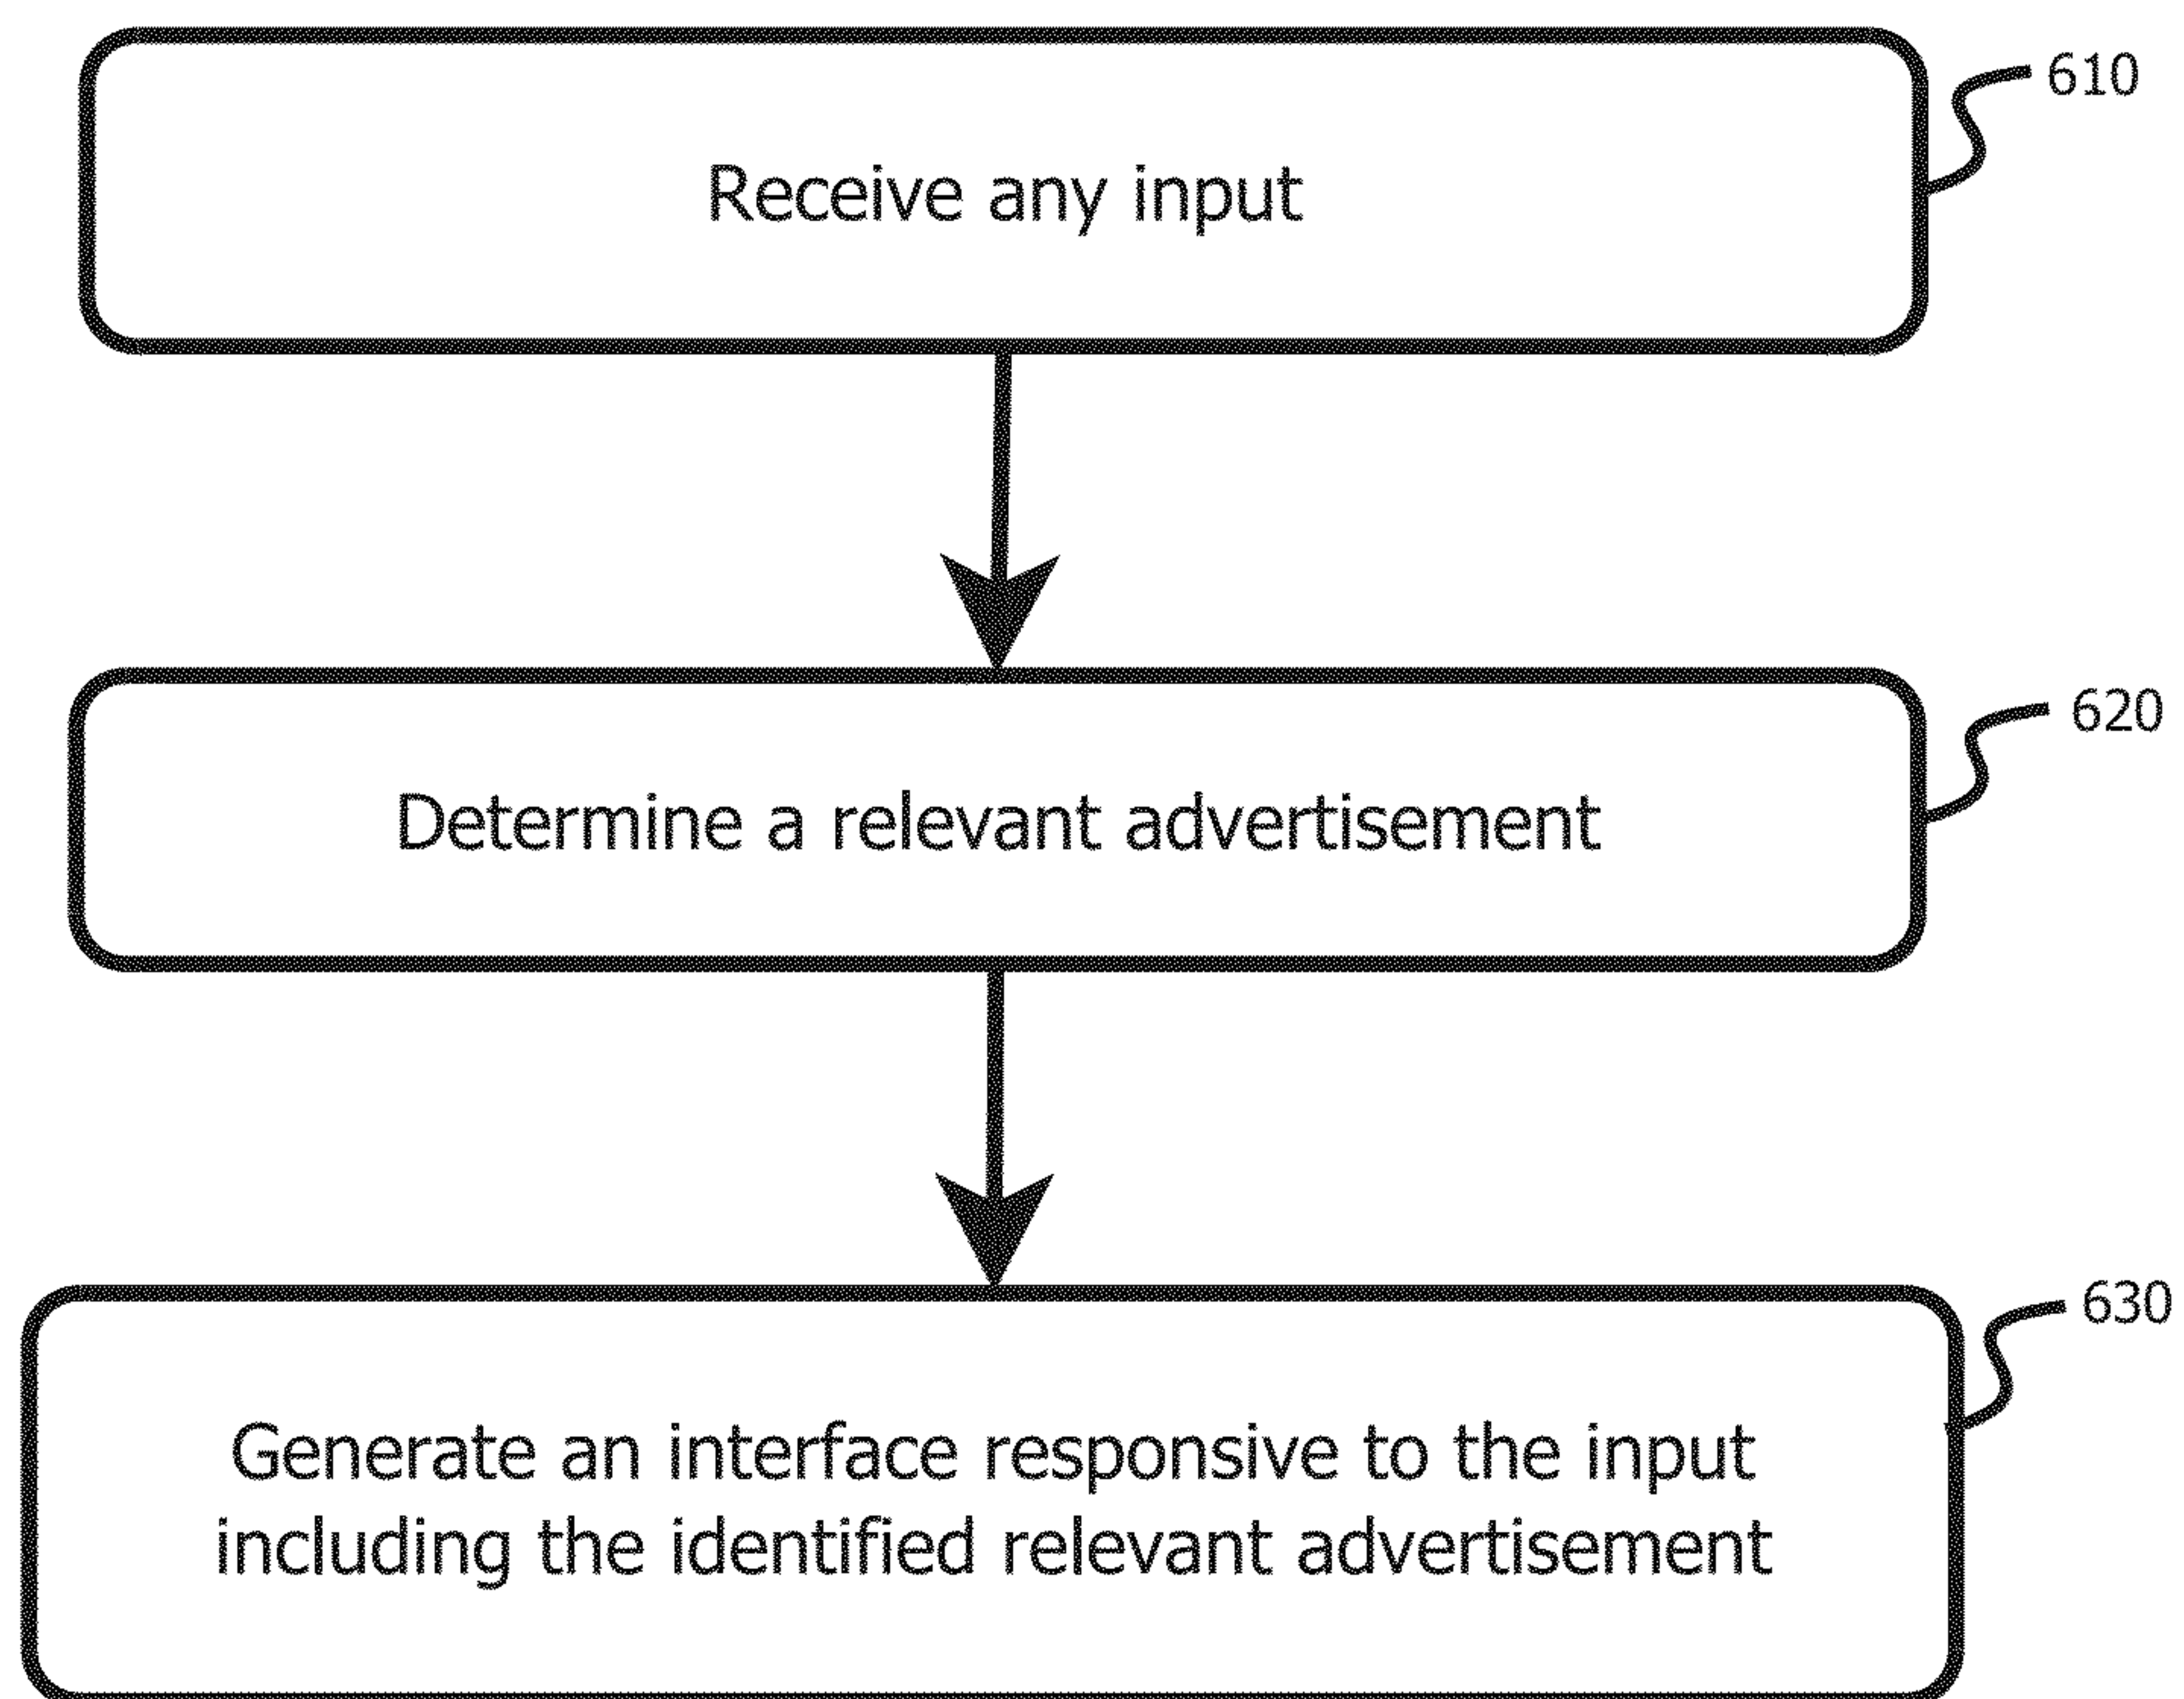 610
Receive any input
620
Determine a relevant advertisement
630
Generate an interface responsive to the input
including the identified relevant advertisement